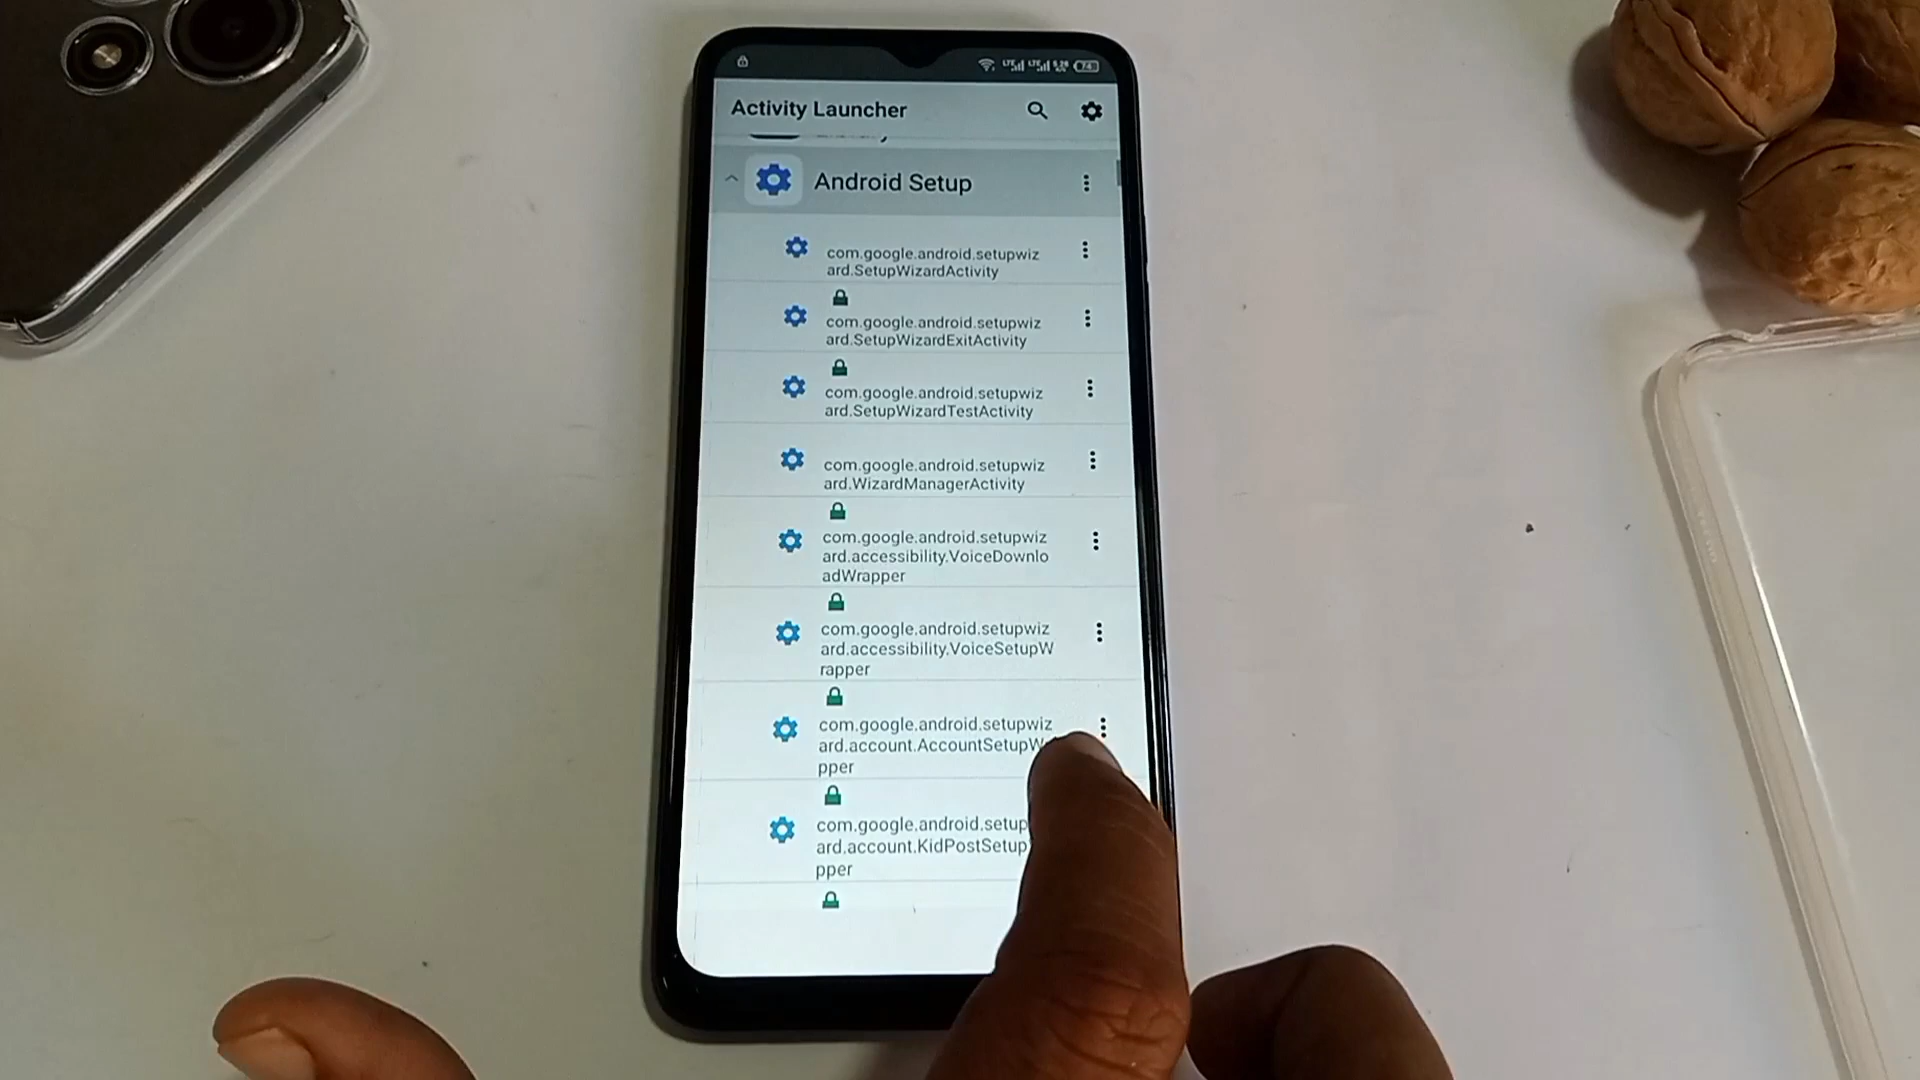 Activity Launcher
Android Setup
com.google.android.setupwiz
ard.SetupWizardActivity
com.google.android.setupwiz
ard.SetupWizardExitActivity
com.google.android.setupwiz
ard.SetupWizardTestActivity
com.google.android.setupwiz
ard.WizardManagerActivity
com.google.android.setupwiz
ard.accessibility.VoiceDownlo
adWrapper
com.google.android.setupwiz
ard.accessibility.VoiceSetupW
rapper
com.google.android.setupwiz
ard.account.AccountSetupW
pper
com.google.android.setup
ard.account.KidPostSetup
pper